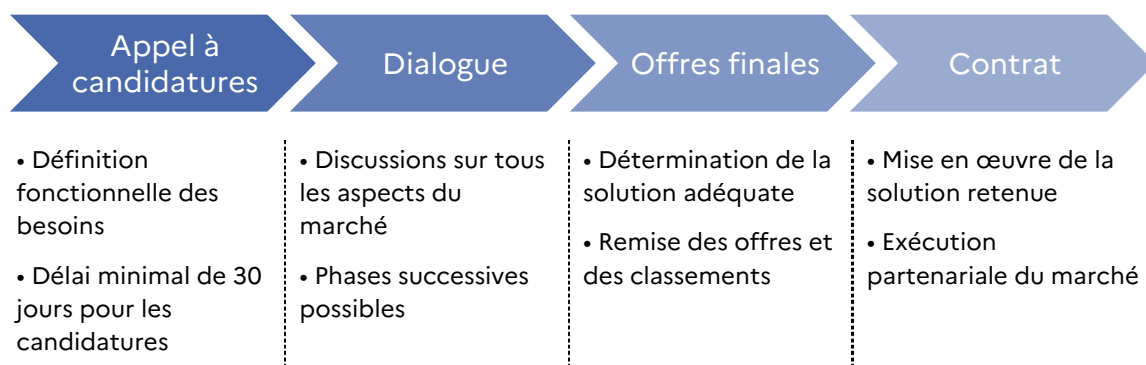 Appel à
candidatures
Dialogue
Offres finales
Contrat
• Définition
fonctionnelle des
besoins
• Délai minimal de 30
jours pour les
candidatures
• Discussions sur tous
les aspects du
marché
• Phases successives
possibles
• Détermination de la
solution adéquate
• Remise des offres et
des classements
• Mise en œuvre de la
solution retenue
• Exécution
partenariale du marché